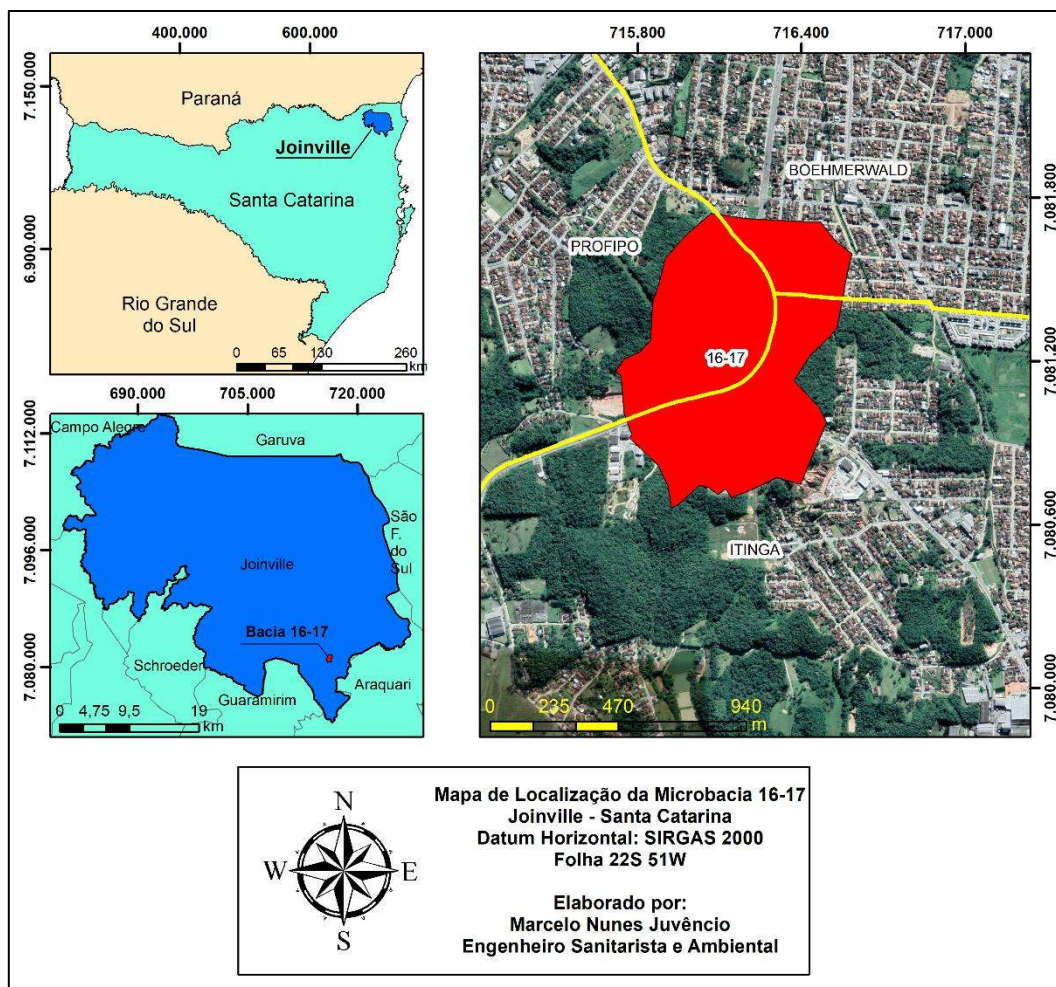 400.000 600.000
7.150.000
6.900.000
Paraná
Joinville
Santa Catarina
Rio Grande
do Sul
0 65 130 260
km
690.000 705.000 720.000
7.112.000
7.096.000
7.080.000
Campo Alegre
Garuva
São
F.
do
Sul
Joinville
Bacia 16-17
Schroeder
Araquari
Guaramirim
0 4,75 9,5 19
km
715.800 716.400 717.000
7.081.800
7.081.200
7.080.600
7.080.000
BOEHMERWALD
PROFIPO
16-17
ITINGA
0 235 470 940
m
N
W E
S
Mapa de Localização da Microbacia 16-17
Joinville - Santa Catarina
Datum Horizontal: SIRGAS 2000
Folha 22S 51W
Elaborado por:
Marcelo Nunes Juvêncio
Engenheiro Sanitarista e Ambiental